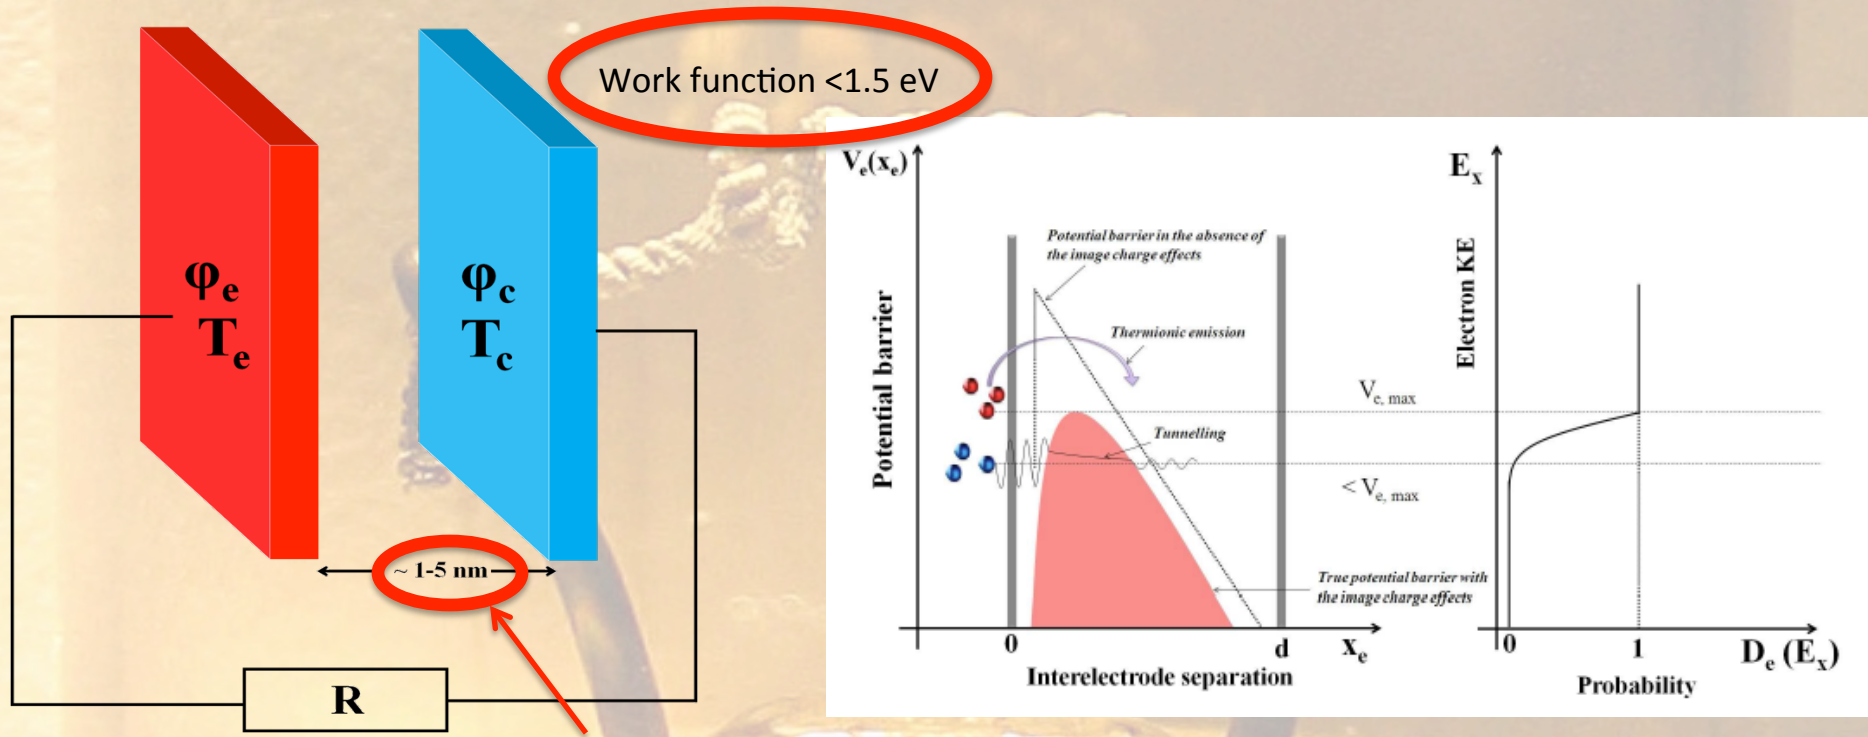 Work function <1.5 eV
φe
Te
φc
Tc
~ 1-5 nm
R
Ve(xe)
Potential barrier
Potential barrier in the absence of
the image charge effects
Thermionic emission
Tunnelling
True potential barrier with
the image charge effects
0
d
xe
Interelectrode separation
Ve, max
< Ve, max
Ex
Electron KE
0
1
De (Ex)
Probability